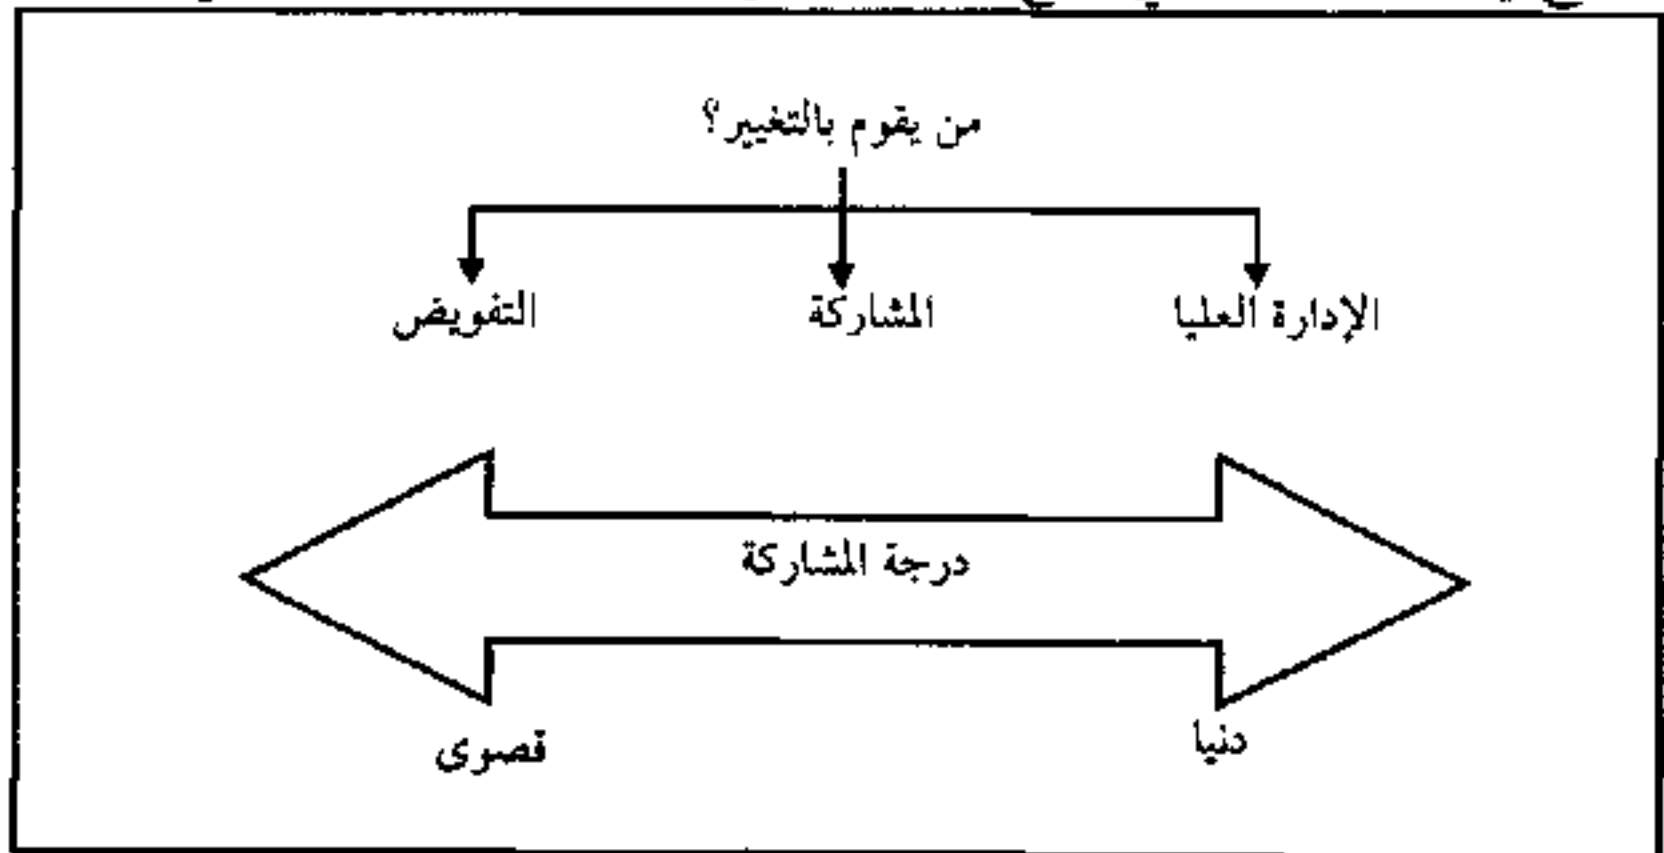 من يقوم بالتغيير؟
الإدارة العليا المشاركة التفويض
درجة المشاركة
دنيا قصوى